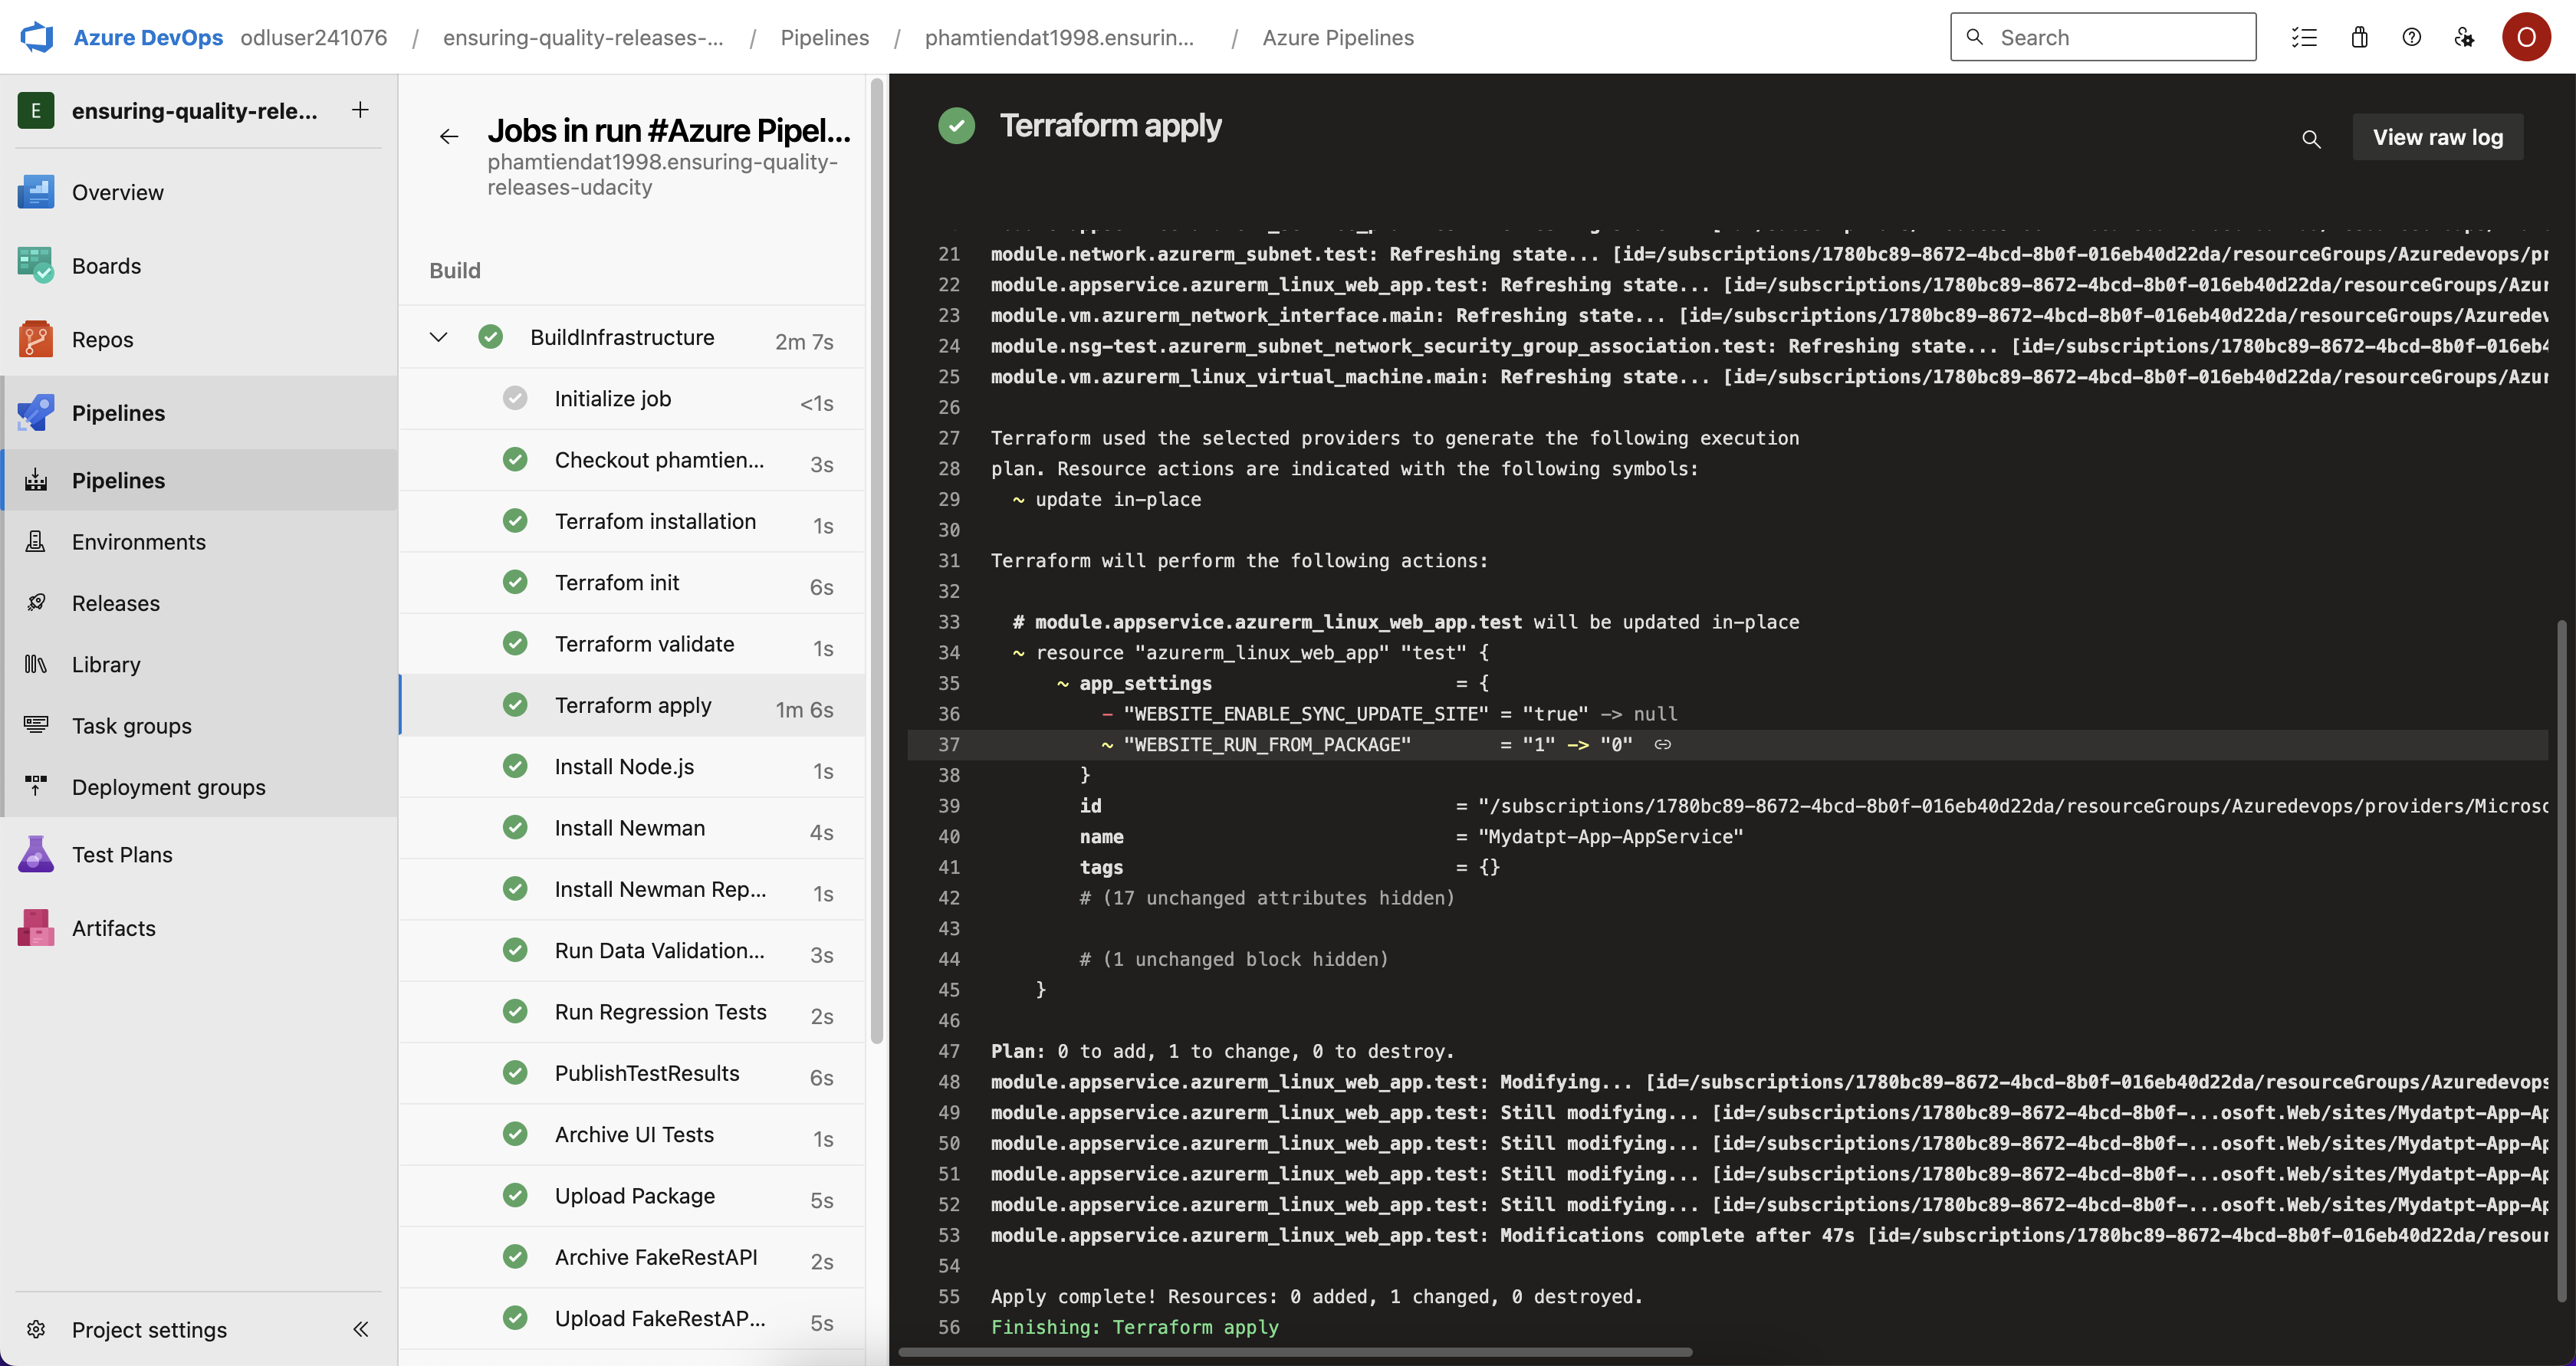 Azure DevOps odluser241076 / ensuring-quality-releases-... / Pipelines / phamtiendat1998.ensurin... / Azure Pipelines
Search
O
E ensuring-quality-rele... +
Overview
Boards
Repos
Pipelines
Pipelines
Environments
Releases
Library
Task groups
Deployment groups
Test Plans
Artifacts
Project settings
Jobs in run #Azure Pipel...
phamtiendat1998.ensuring-quality-
releases-udacity
Build
BuildInfrastructure 2m 7s
Initialize job <1s
Checkout phamtien... 3s
Terrafom installation 1s
Terrafom init 6s
Terraform validate 1s
Terraform apply 1m 6s
Install Node.js 1s
Install Newman 4s
Install Newman Rep... 1s
Run Data Validation... 3s
Run Regression Tests 2s
PublishTestResults 6s
Archive UI Tests 1s
Upload Package 5s
Archive FakeRestAPI 2s
Upload FakeRestAP... 5s
Terraform apply
View raw log
21 module.network.azurerm_subnet.test: Refreshing state... [id=/subscriptions/1780bc89-8672-4bcd-8b0f-016eb40d22da/resourceGroups/Azuredevops/pr
22 module.appservice.azurerm_linux_web_app.test: Refreshing state... [id=/subscriptions/1780bc89-8672-4bcd-8b0f-016eb40d22da/resourceGroups/Azur
23 module.vm.azurerm_network_interface.main: Refreshing state... [id=/subscriptions/1780bc89-8672-4bcd-8b0f-016eb40d22da/resourceGroups/Azuredev
24 module.nsg-test.azurerm_subnet_network_security_group_association.test: Refreshing state... [id=/subscriptions/1780bc89-8672-4bcd-8b0f-016eb4
25 module.vm.azurerm_linux_virtual_machine.main: Refreshing state... [id=/subscriptions/1780bc89-8672-4bcd-8b0f-016eb40d22da/resourceGroups/Azur
26
27 Terraform used the selected providers to generate the following execution
28 plan. Resource actions are indicated with the following symbols:
29 ~ update in-place
30
31 Terraform will perform the following actions:
32
33 # module.appservice.azurerm_linux_web_app.test will be updated in-place
34 ~ resource "azurerm_linux_web_app" "test" {
35 ~ app_settings = {
36 - "WEBSITE_ENABLE_SYNC_UPDATE_SITE" = "true" -> null
37 ~ "WEBSITE_RUN_FROM_PACKAGE" = "1" -> "0"
38 }
39 id = "/subscriptions/1780bc89-8672-4bcd-8b0f-016eb40d22da/resourceGroups/Azuredevops/providers/Microsc
40 name = "Mydatpt-App-AppService"
41 tags = {}
42 # (17 unchanged attributes hidden)
43
44 # (1 unchanged block hidden)
45 }
46
47 Plan: 0 to add, 1 to change, 0 to destroy.
48 module.appservice.azurerm_linux_web_app.test: Modifying... [id=/subscriptions/1780bc89-8672-4bcd-8b0f-016eb40d22da/resourceGroups/Azuredevops
49 module.appservice.azurerm_linux_web_app.test: Still modifying... [id=/subscriptions/1780bc89-8672-4bcd-8b0f-...osoft.Web/sites/Mydatpt-App-Ap
50 module.appservice.azurerm_linux_web_app.test: Still modifying... [id=/subscriptions/1780bc89-8672-4bcd-8b0f-...osoft.Web/sites/Mydatpt-App-Ap
51 module.appservice.azurerm_linux_web_app.test: Still modifying... [id=/subscriptions/1780bc89-8672-4bcd-8b0f-...osoft.Web/sites/Mydatpt-App-Ap
52 module.appservice.azurerm_linux_web_app.test: Still modifying... [id=/subscriptions/1780bc89-8672-4bcd-8b0f-...osoft.Web/sites/Mydatpt-App-Ap
53 module.appservice.azurerm_linux_web_app.test: Modifications complete after 47s [id=/subscriptions/1780bc89-8672-4bcd-8b0f-016eb40d22da/resour
54
55 Apply complete! Resources: 0 added, 1 changed, 0 destroyed.
56 Finishing: Terraform apply